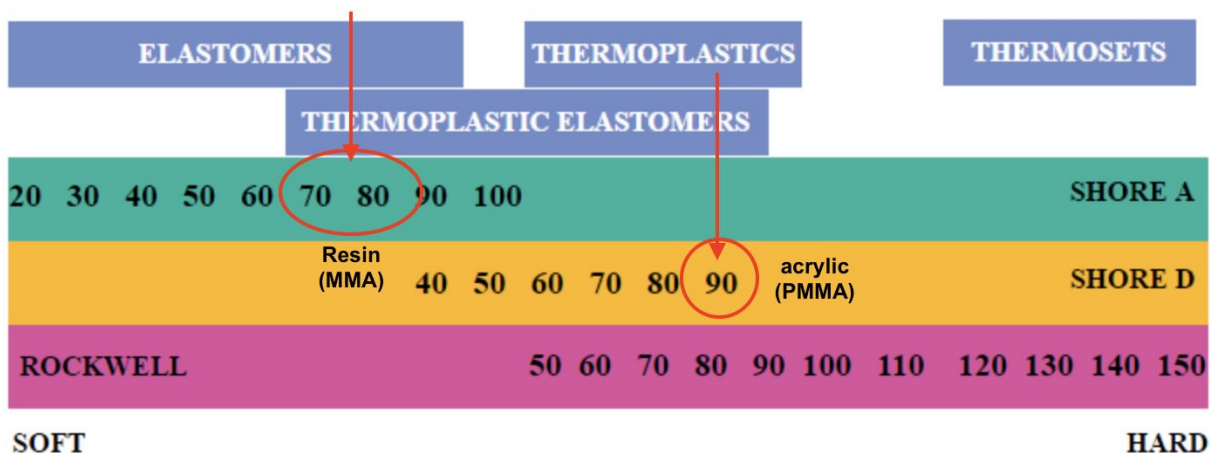 ELASTOMERS THERMOPLASTICS THERMOSETS
THERMOPLASTIC ELASTOMERS
20 30 40 50 60 70 80 90 100 SHORE A
Resin
(MMA)
40 50 60 70 80 90 SHORE D
acrylic
(PMMA)
ROCKWELL 50 60 70 80 90 100 110 120 130 140 150
SOFT HARD